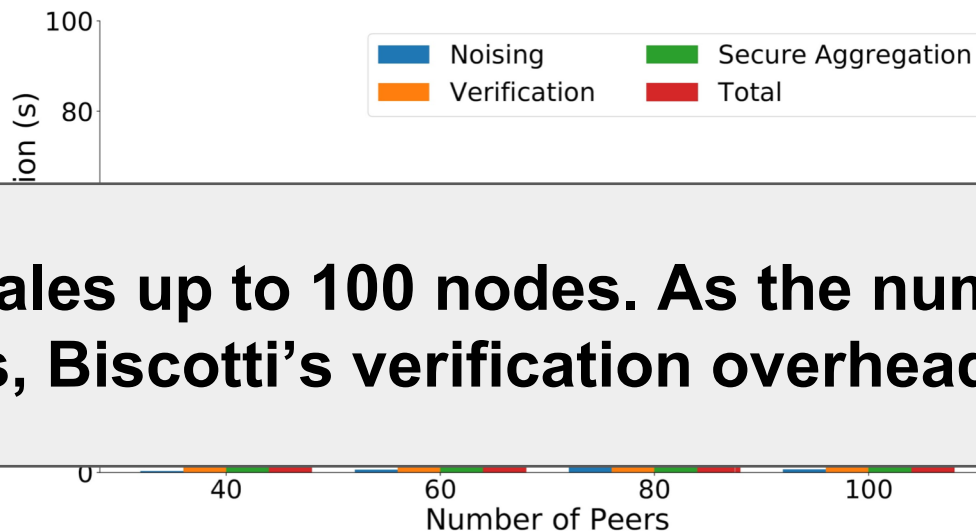 100
Noising
Secure Aggregation
Verification
Total
80
ion (s)
ales up to 100 nodes. As the num
s, Biscotti's verification overhead
0
40
60
80
100
Number of Peers